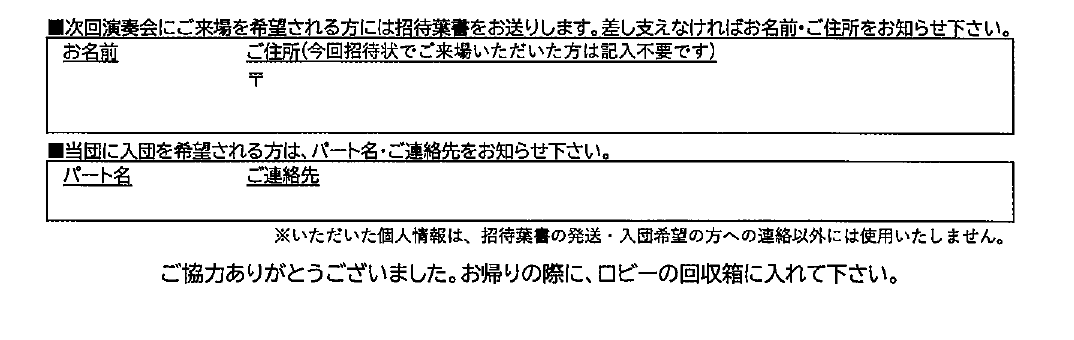 ■次回演奏会にご来場を希望される方には招待葉書をお送りします。差し支えなければお名前・ご住所をお知らせ下さい。
お名前 ご住所(今回招待状でご来場いただいた方は記入不要です)
〒
■当団に入団を希望される方は、パート名・ご連絡先をお知らせ下さい。
パート名 ご連絡先
※いただいた個人情報は、招待葉書の発送・入団希望の方への連絡以外には使用いたしません。
ご協力ありがとうございました。お帰りの際に、ロビーの回収箱に入れて下さい。